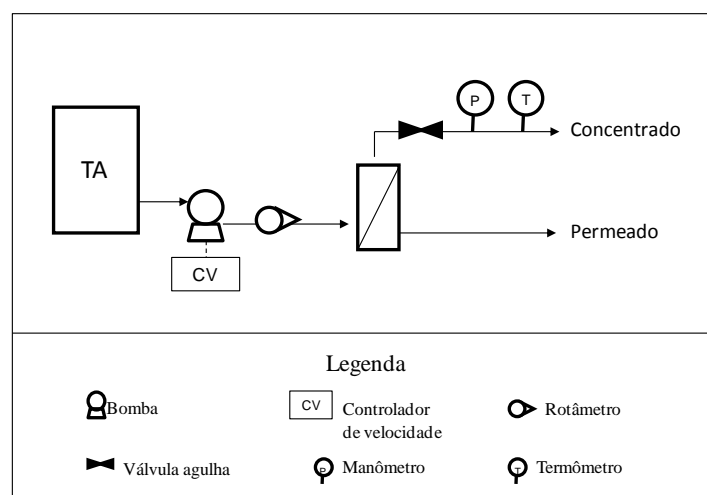 P
T
Concentrado
TA
Permeado
CV
Legenda
Bomba
CV
Controlador
de velocidade
Rotâmetro
Válvula agulha
P
Manômetro
T
Termômetro